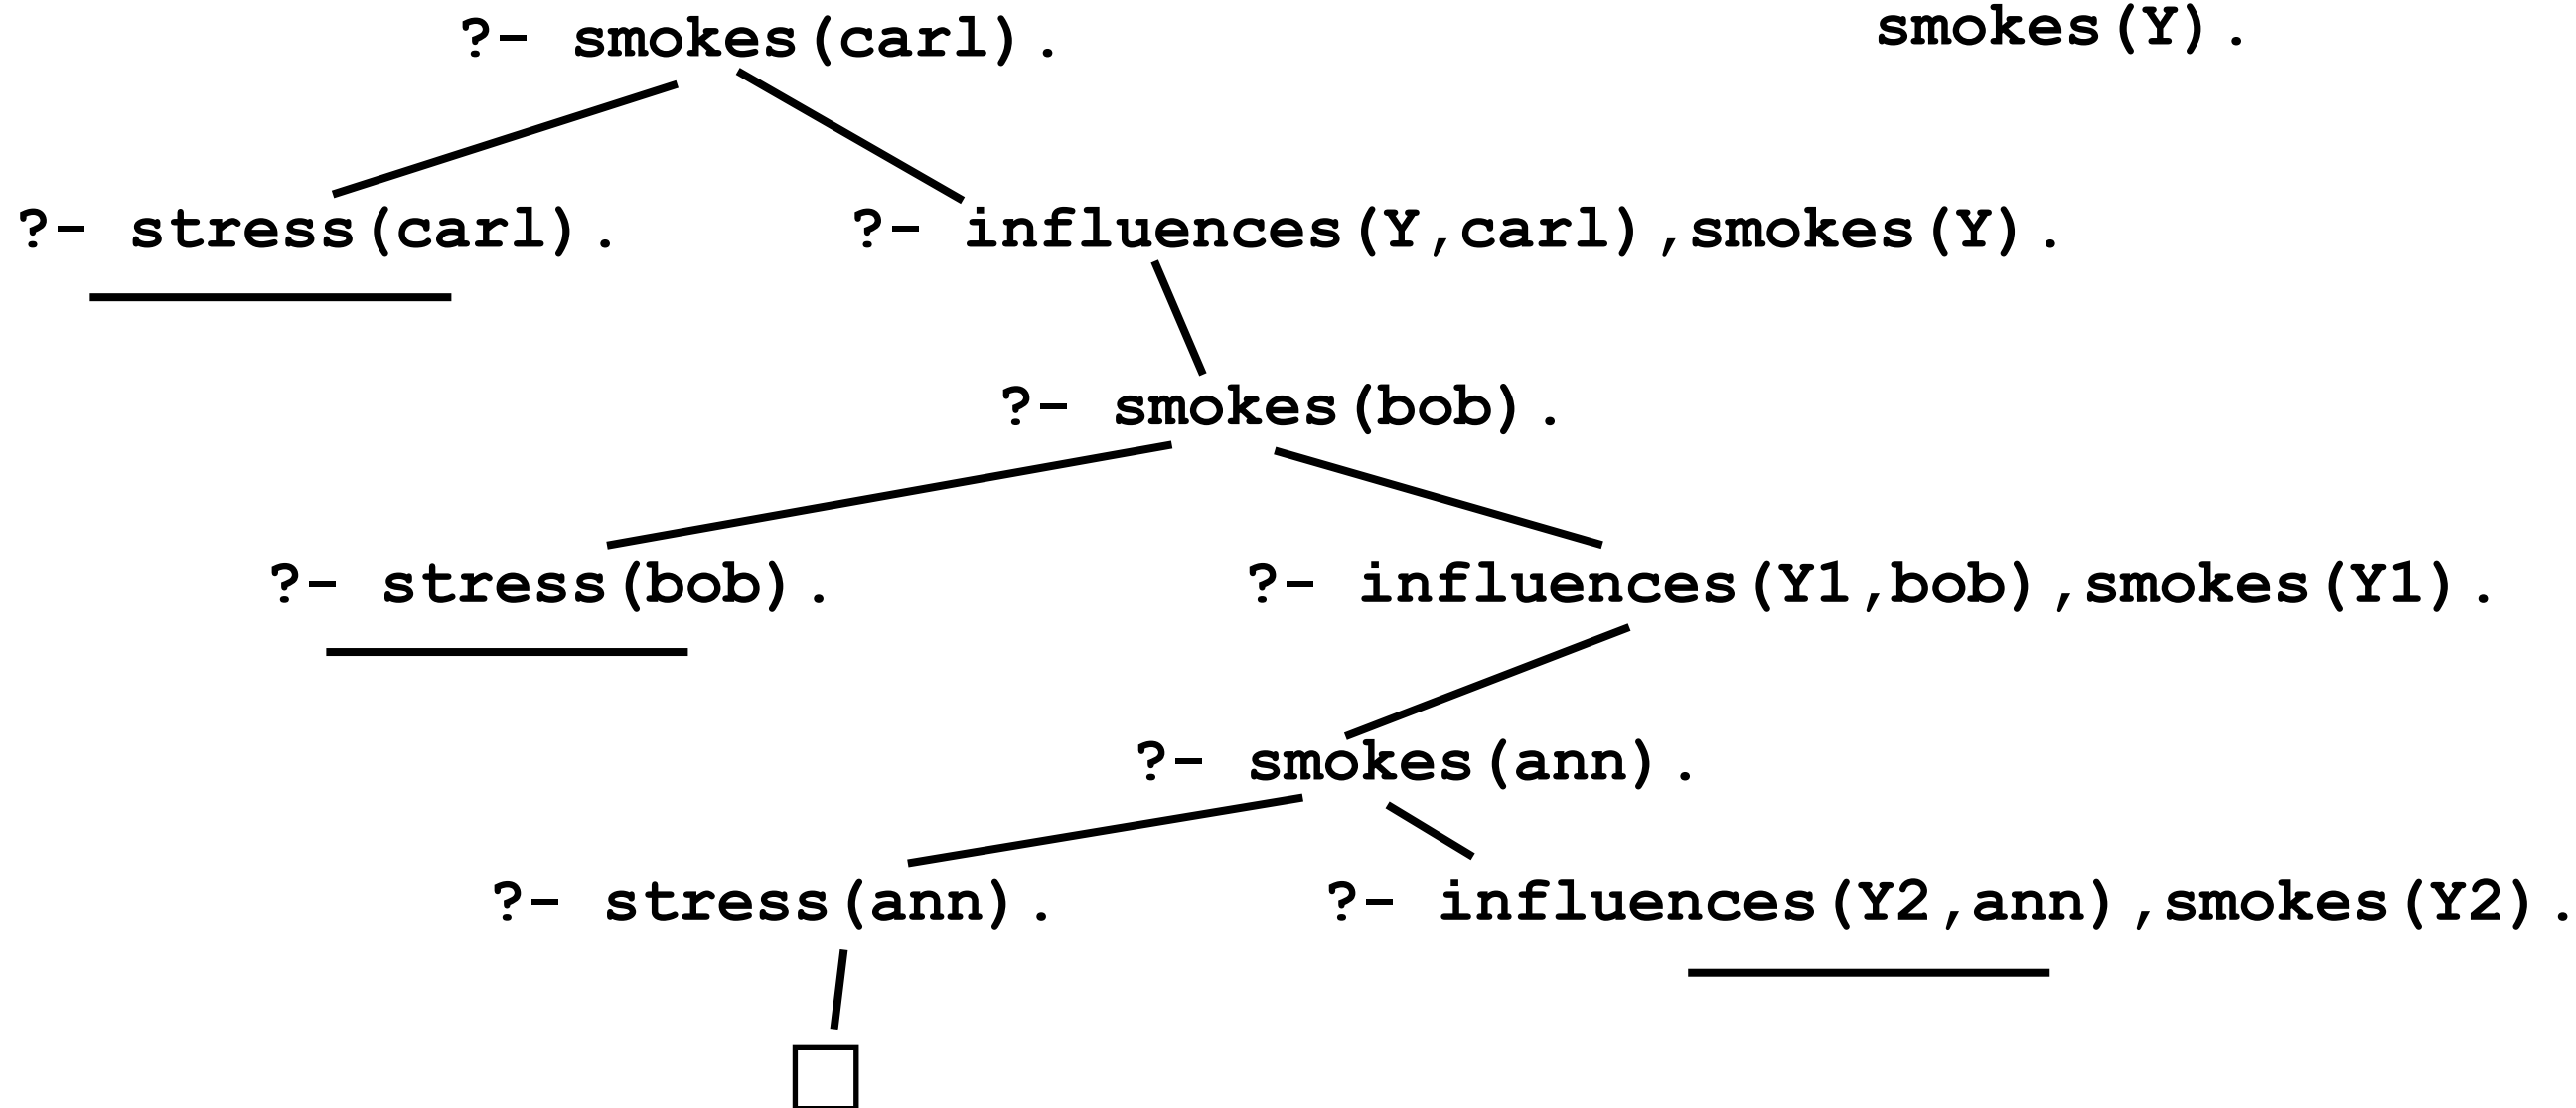 ?- smokes(carl).
smokes(Y).
?- stress(carl).
?- influences(Y,carl),smokes(Y).
?- smokes(bob).
?- stress(bob).
?- influences(Y1,bob),smokes(Y1).
?- smokes(ann).
?- stress(ann).
?- influences(Y2,ann),smokes(Y2).